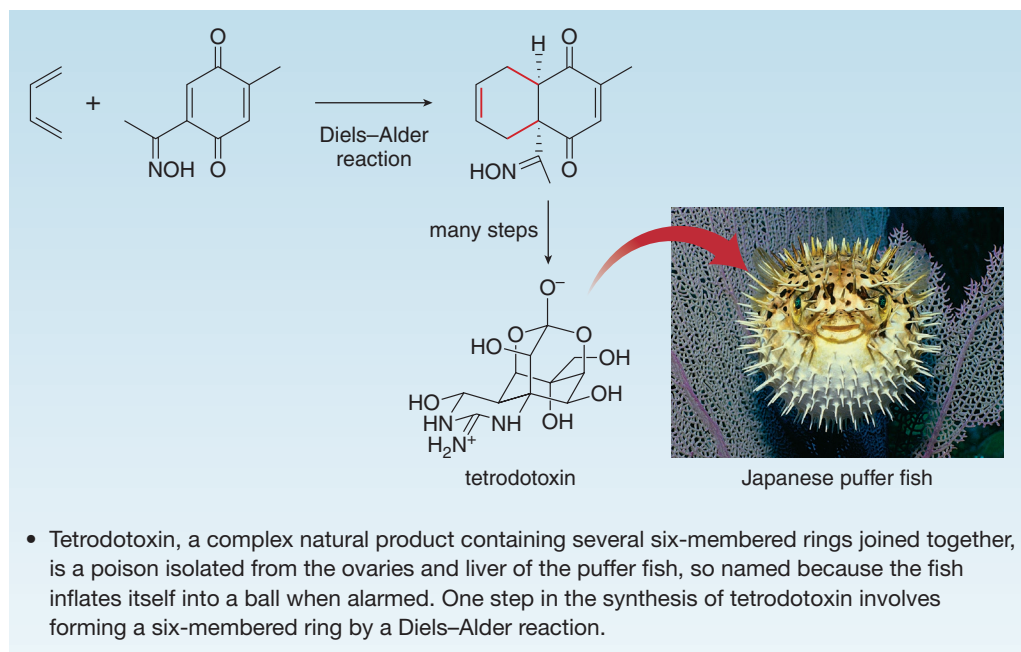 O
H
O
+
NOH
O
Diels–Alder
reaction
HON
O
many steps
O–
O
O
HO
OH
HO
OH
HN
NH
OH
H2N+
tetrodotoxin
Japanese puffer fish
• Tetrodotoxin, a complex natural product containing several six-membered rings joined together,
is a poison isolated from the ovaries and liver of the puffer fish, so named because the fish
inflates itself into a ball when alarmed. One step in the synthesis of tetrodotoxin involves
forming a six-membered ring by a Diels–Alder reaction.